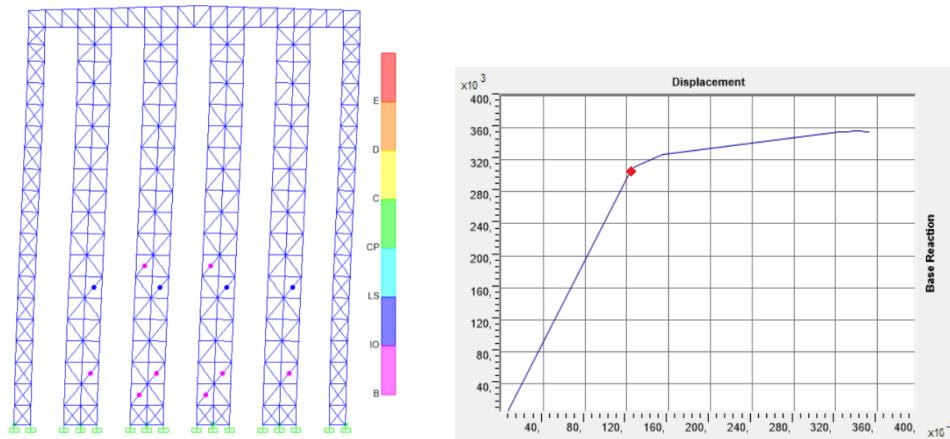 E
D
C
CP
LS
IO
B
Displacement
x10 3
400,
360,
320,
280,
240,
200,
160,
120,
80,
40,
40, 80, 120, 160, 200, 240, 280, 320, 360, 400, x10
Base Reaction